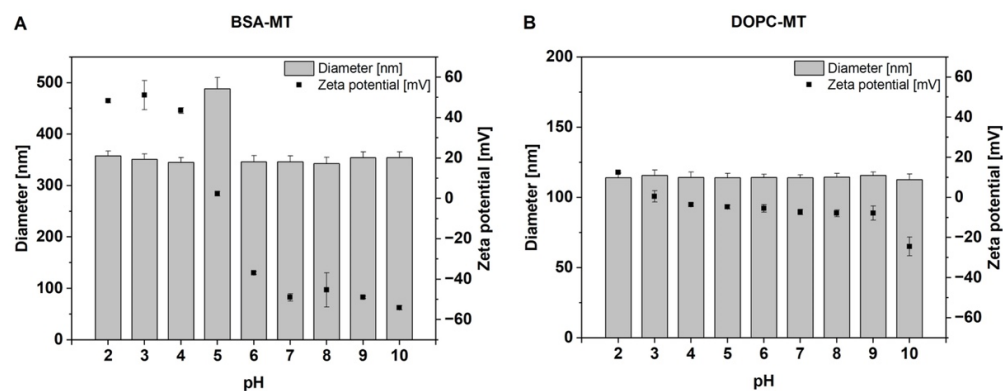 A
BSA-MT
Diameter [nm]
Zeta potential [mV]
500
400
350
300
200
100
0
60
40
20
0
−20
−40
−60
Diameter [nm]
Zeta potential [mV]
2 3 4 5 6 7 8 9 10
pH
B
DOPC-MT
Diameter [nm]
Zeta potential [mV]
200
150
100
50
0
60
40
20
0
−20
−40
−60
Diameter [nm]
Zeta potential [mV]
2 3 4 5 6 7 8 9 10
pH